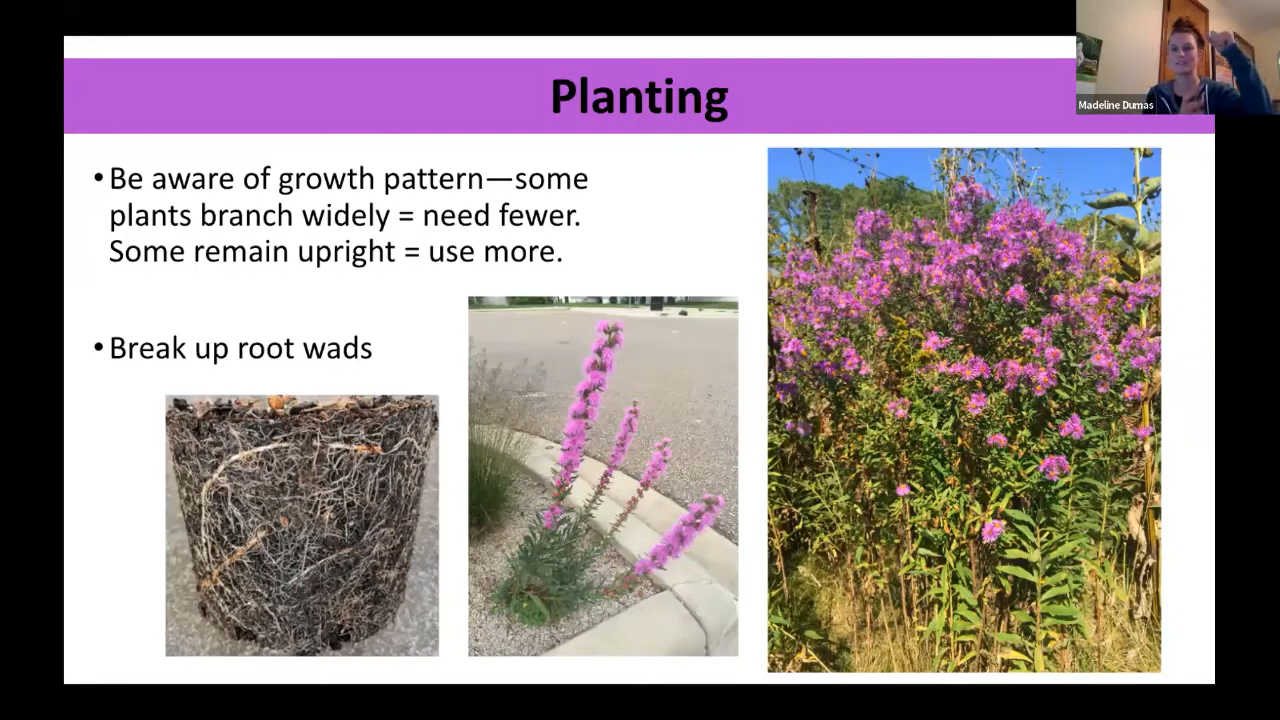 Planting
Madeline Dumas
•Be aware of growth pattern—some
plants branch widely = need fewer.
Some remain upright = use more.
•Break up root wads